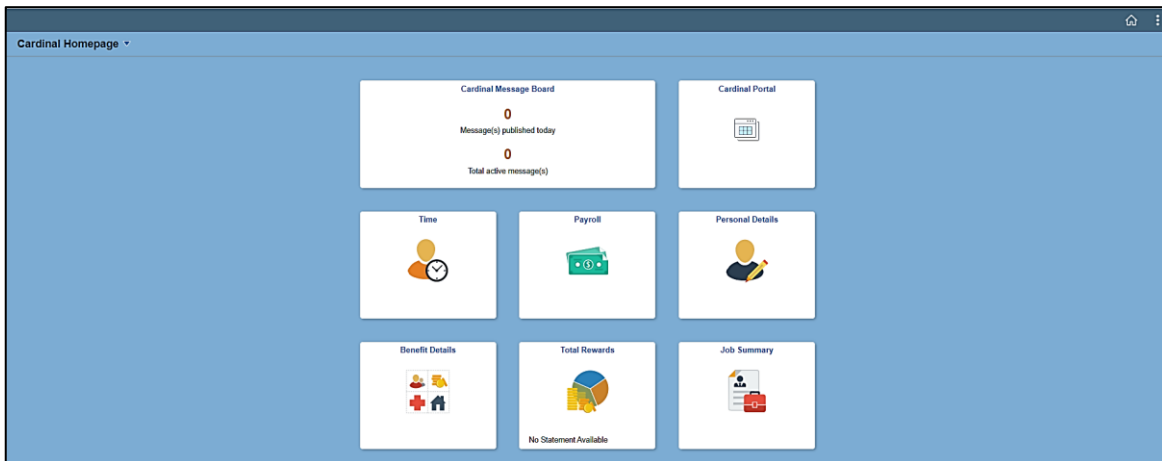 Cardinal Homepage
Cardinal Message Board
0
Message(s) published today
0
Total active message(s)
Cardinal Portal
Time
Payroll
Personal Details
Benefit Details
Total Rewards
No Statement Available
Job Summary